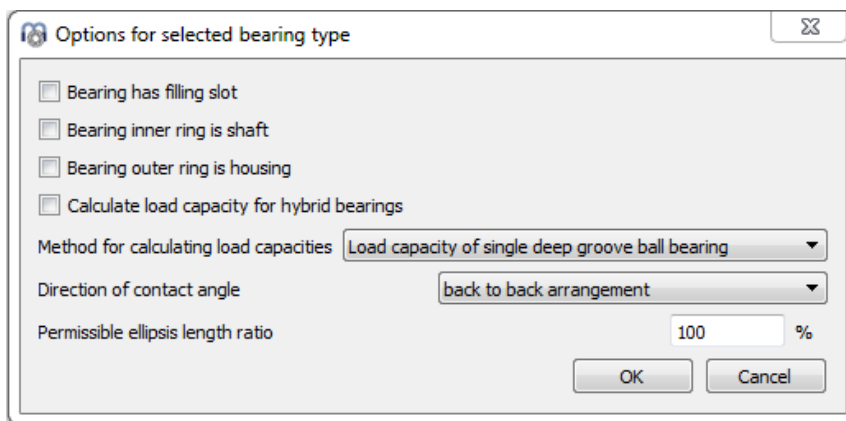 Options for selected bearing type
Bearing has filling slot
Bearing inner ring is shaft
Bearing outer ring is housing
Calculate load capacity for hybrid bearings
Method for calculating load capacities Load capacity of single deep groove ball bearing
Direction of contact angle back to back arrangement
Permissible ellipsis length ratio 100 %
OK Cancel